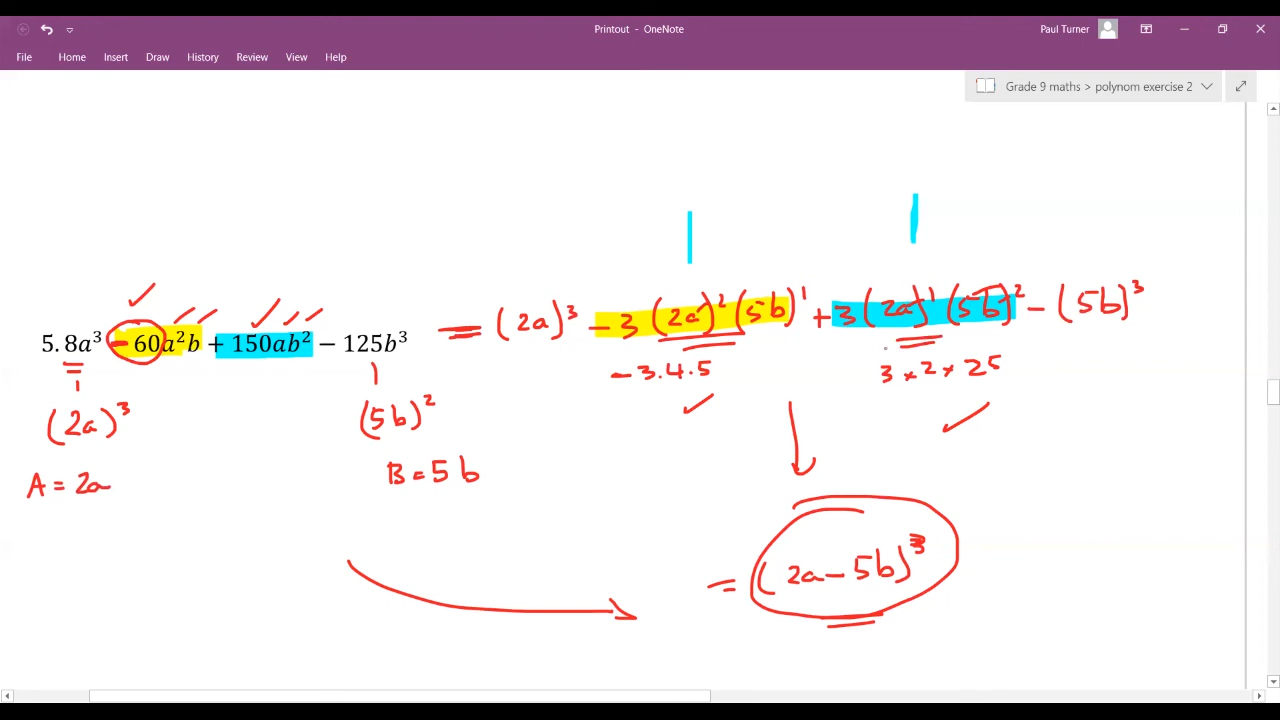 Printout - OneNote
Paul Turner
File Home Insert Draw History Review View Help
Grade 9 maths > polynom exercise 2
5. 8a³ − 60a²b + 150ab² − 125b³ = (2a)³ − 3(2a)²(5b)¹ + 3(2a)¹(5b)² − (5b)³
− 3.4.5
3 × 2 × 25
(2a)³
(5b)²
A = 2a
B = 5b
= (2a − 5b)³